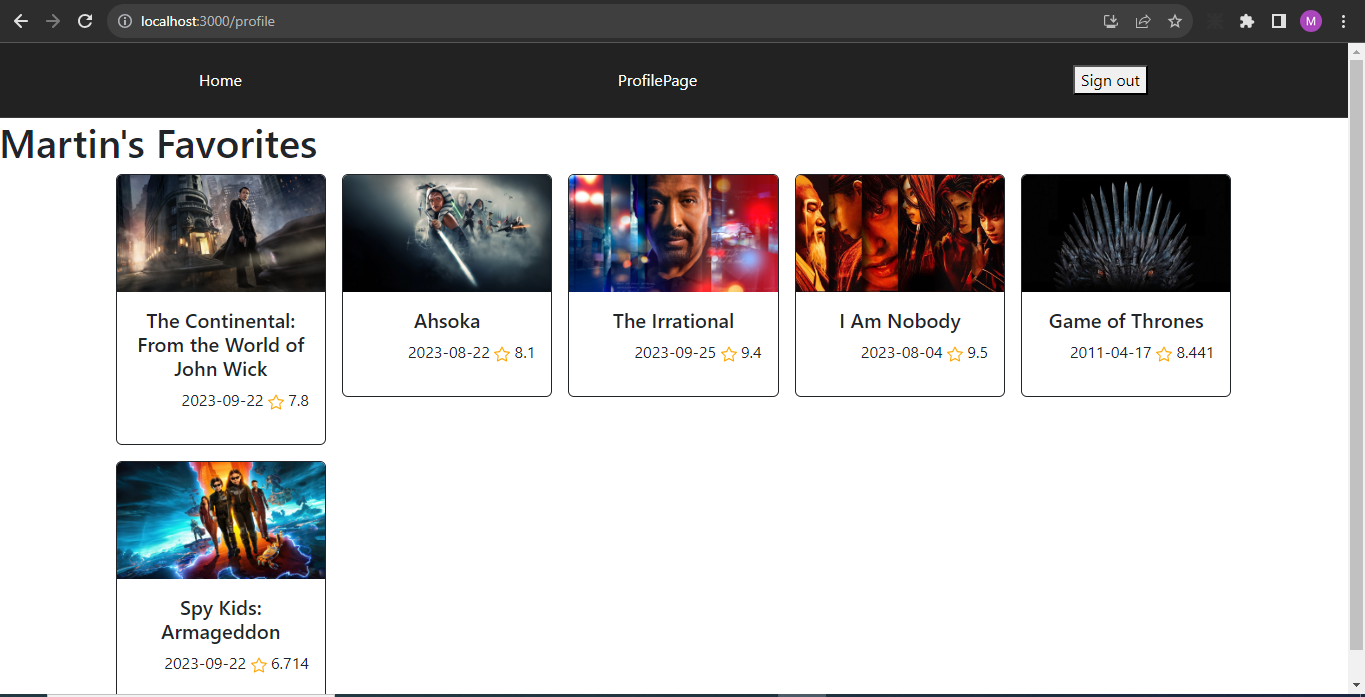 localhost:3000/profile
M
Home
ProfilePage
Sign out
Martin's Favorites
The Continental:
From the World of
John Wick
2023-09-22 7.8
Ahsoka
2023-08-22 8.1
The Irrational
2023-09-25 9.4
I Am Nobody
2023-08-04 9.5
Game of Thrones
2011-04-17 8.441
Spy Kids:
Armageddon
2023-09-22 6.714